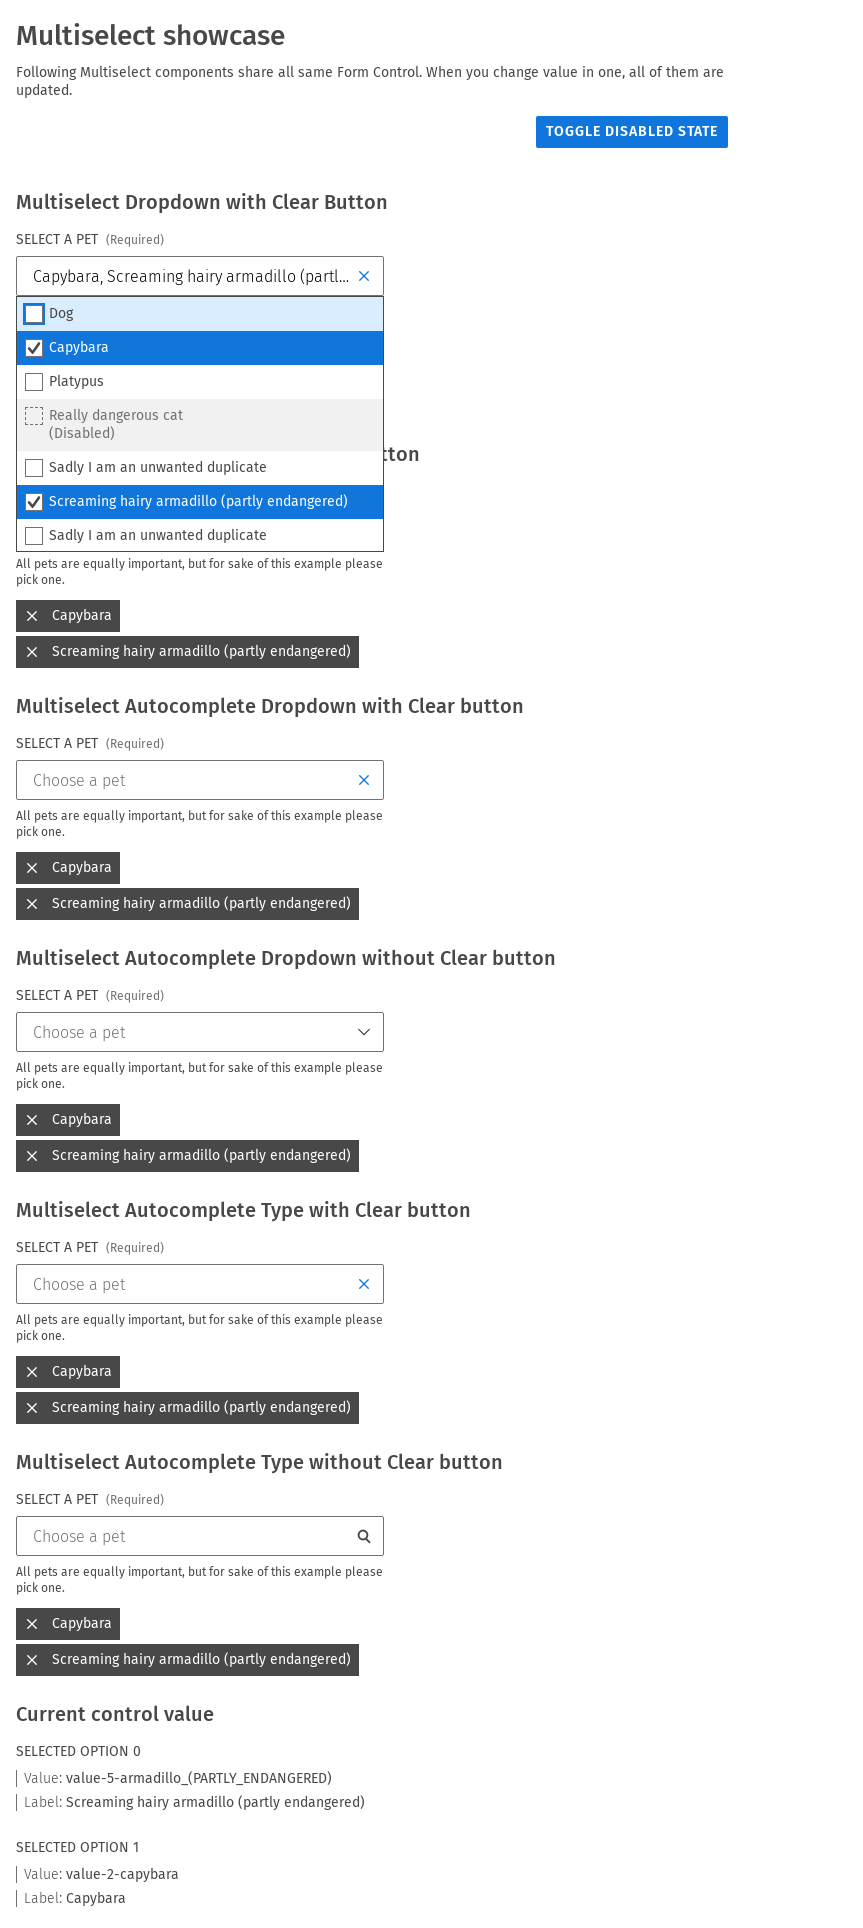 Multiselect showcase
Following Multiselect components share all same Form Control. When you change value in one, all of them are
updated.
TOGGLE DISABLED STATE
Multiselect Dropdown with Clear Button
SELECT A PET (Required)
Capybara, Screaming hairy armadillo (partl...
Dog
Capybara
Platypus
Really dangerous cat
(Disabled)
Sadly I am an unwanted duplicate
Screaming hairy armadillo (partly endangered)
Sadly I am an unwanted duplicate
All pets are equally important, but for sake of this example please
pick one.
Capybara
Screaming hairy armadillo (partly endangered)
Multiselect Autocomplete Dropdown with Clear button
SELECT A PET (Required)
Choose a pet
All pets are equally important, but for sake of this example please
pick one.
Capybara
Screaming hairy armadillo (partly endangered)
Multiselect Autocomplete Dropdown without Clear button
SELECT A PET (Required)
Choose a pet
All pets are equally important, but for sake of this example please
pick one.
Capybara
Screaming hairy armadillo (partly endangered)
Multiselect Autocomplete Type with Clear button
SELECT A PET (Required)
Choose a pet
All pets are equally important, but for sake of this example please
pick one.
Capybara
Screaming hairy armadillo (partly endangered)
Multiselect Autocomplete Type without Clear button
SELECT A PET (Required)
Choose a pet
All pets are equally important, but for sake of this example please
pick one.
Capybara
Screaming hairy armadillo (partly endangered)
Current control value
SELECTED OPTION 0
Value: value-5-armadillo_(PARTLY_ENDANGERED)
Label: Screaming hairy armadillo (partly endangered)
SELECTED OPTION 1
Value: value-2-capybara
Label: Capybara